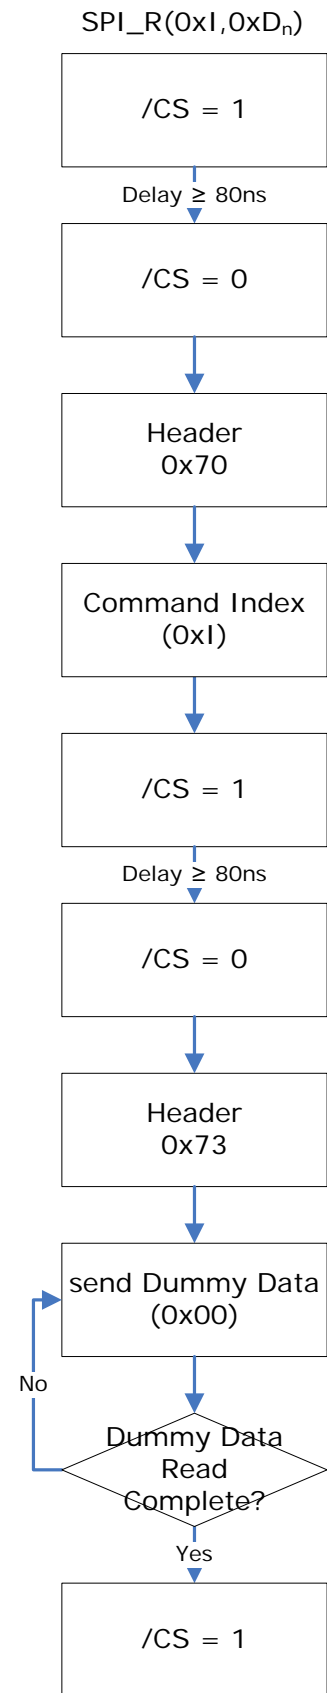 SPI_R(0xI,0xDₙ)
/CS = 1
Delay ≥ 80ns
/CS = 0
Header
0x70
Command Index
(0xI)
/CS = 1
Delay ≥ 80ns
/CS = 0
Header
0x73
send Dummy Data
(0x00)
No
Dummy Data
Read
Complete?
Yes
/CS = 1